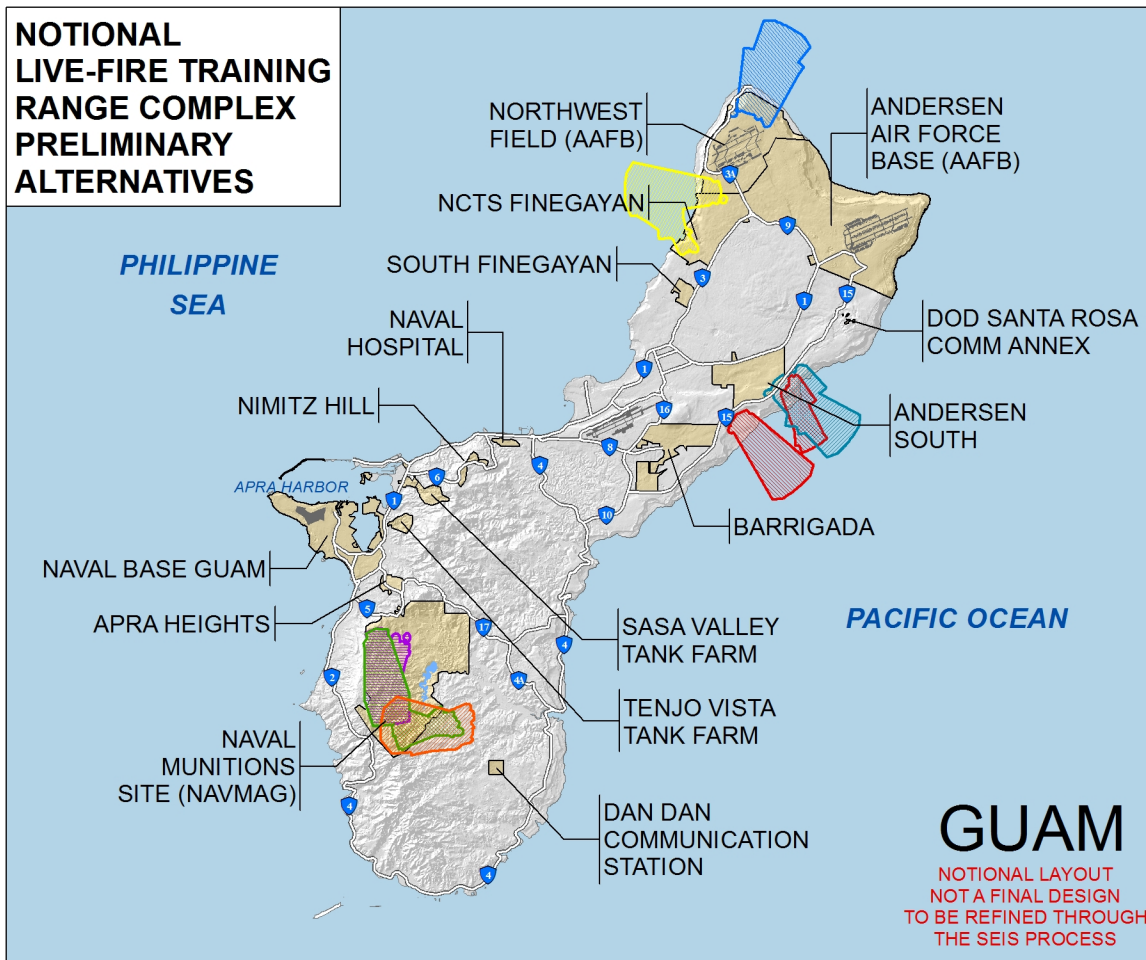 NOTIONAL
LIVE-FIRE TRAINING
RANGE COMPLEX
PRELIMINARY
ALTERNATIVES
NORTHWEST
FIELD (AAFB)
ANDERSEN
AIR FORCE
BASE (AAFB)
3A
NCTS FINEGAYAN
9
PHILIPPINE
SEA
SOUTH FINEGAYAN
3
1
15
NAVAL
HOSPITAL
DOD SANTA ROSA
COMM ANNEX
1
NIMITZ HILL
16
15
ANDERSEN
SOUTH
8
4
6
APRA HARBOR
1
10
BARRIGADA
NAVAL BASE GUAM
APRA HEIGHTS
5
17
4
SASA VALLEY
TANK FARM
PACIFIC OCEAN
2
4A
TENJO VISTA
TANK FARM
NAVAL
MUNITIONS
SITE (NAVMAG)
4
DAN DAN
COMMUNICATION
STATION
4
GUAM
NOTIONAL LAYOUT
NOT A FINAL DESIGN
TO BE REFINED THROUGH
THE SEIS PROCESS